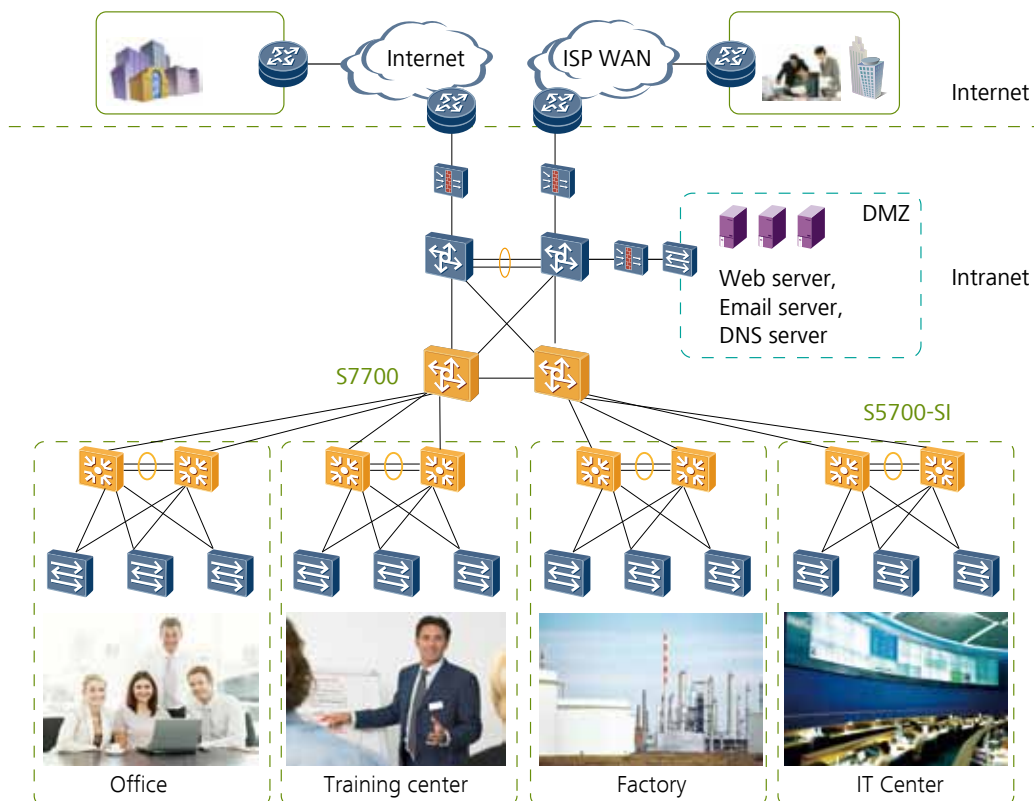 Internet
ISP WAN
Internet
DMZ
Web server,
Email server,
DNS server
Intranet
S7700
S5700-SI
Office
Training center
Factory
IT Center